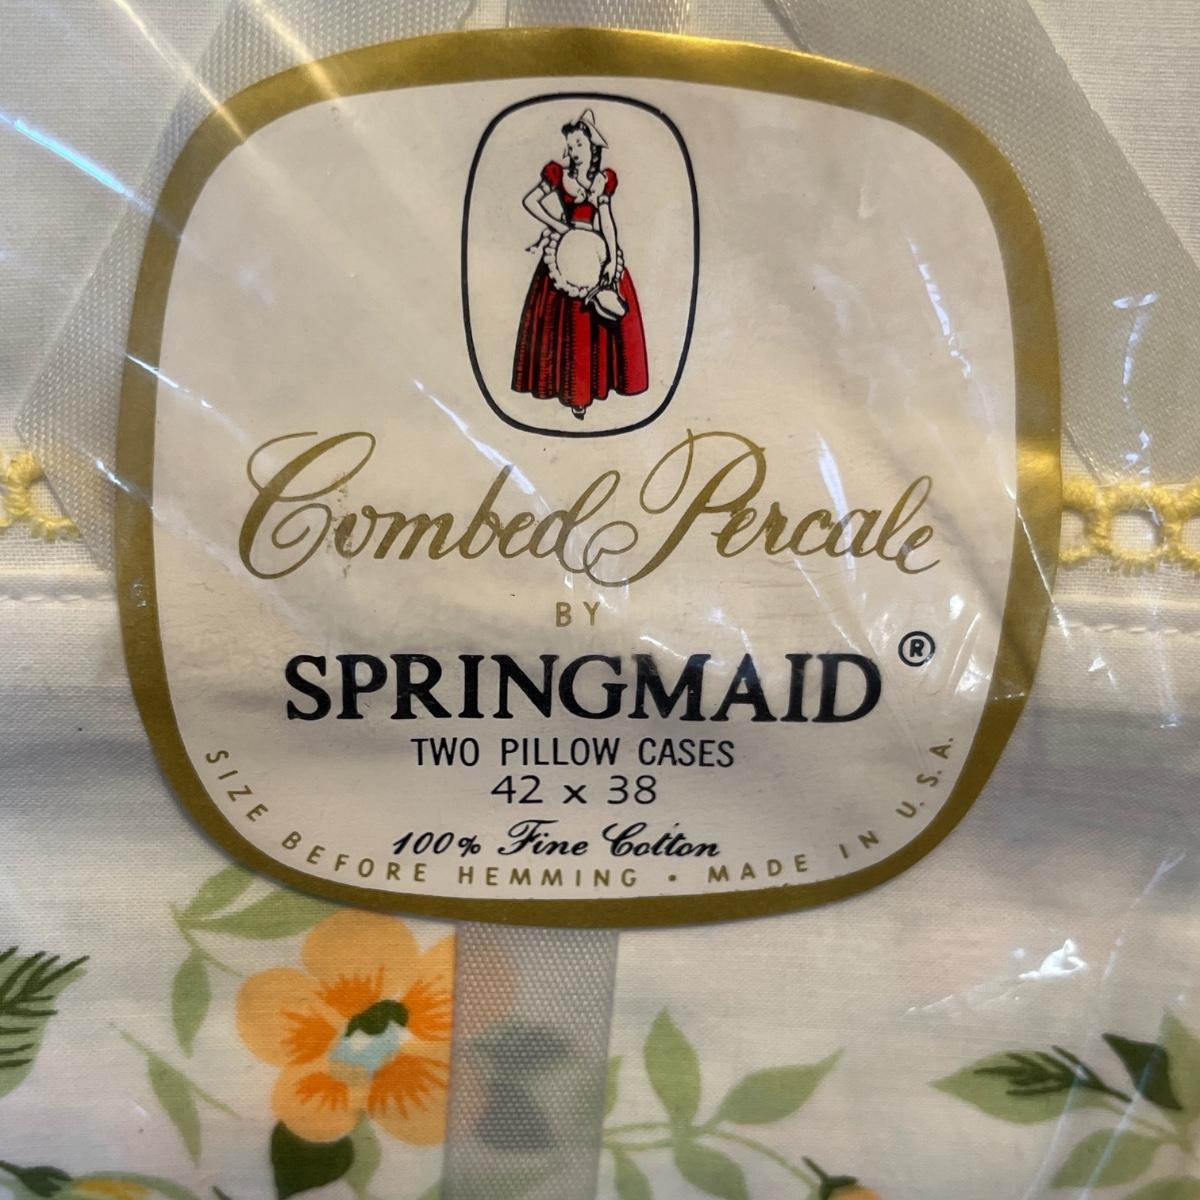 Combed Percale
BY
SPRINGMAID ®
TWO PILLOW CASES
42 x 38
100% Fine Cotton
SIZE BEFORE HEMMING • MADE IN U.S.A.